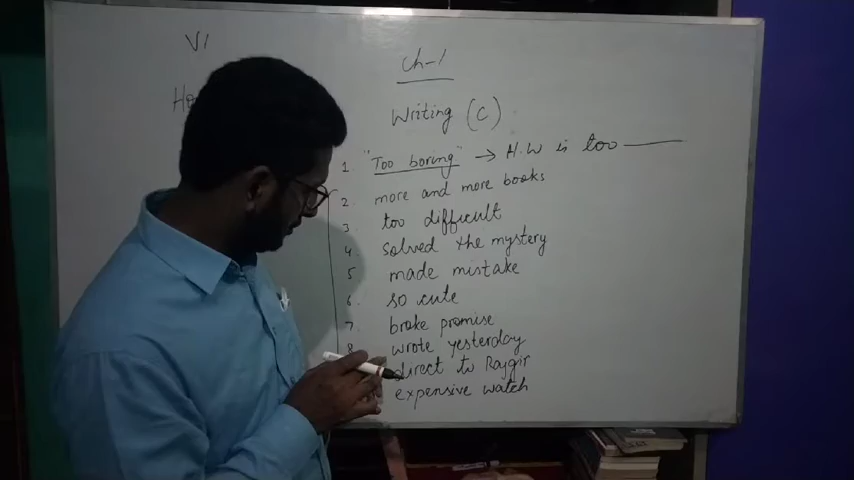 VI
Ch-1
Writing (C)
1 "Too boring" → H.W is too ———
2. more and more books
3. too difficult
4. solved the mystery
5 made mistake
6. so cute
7. broke promise
8. wrote yesterday
direct to Rajgir
expensive watch